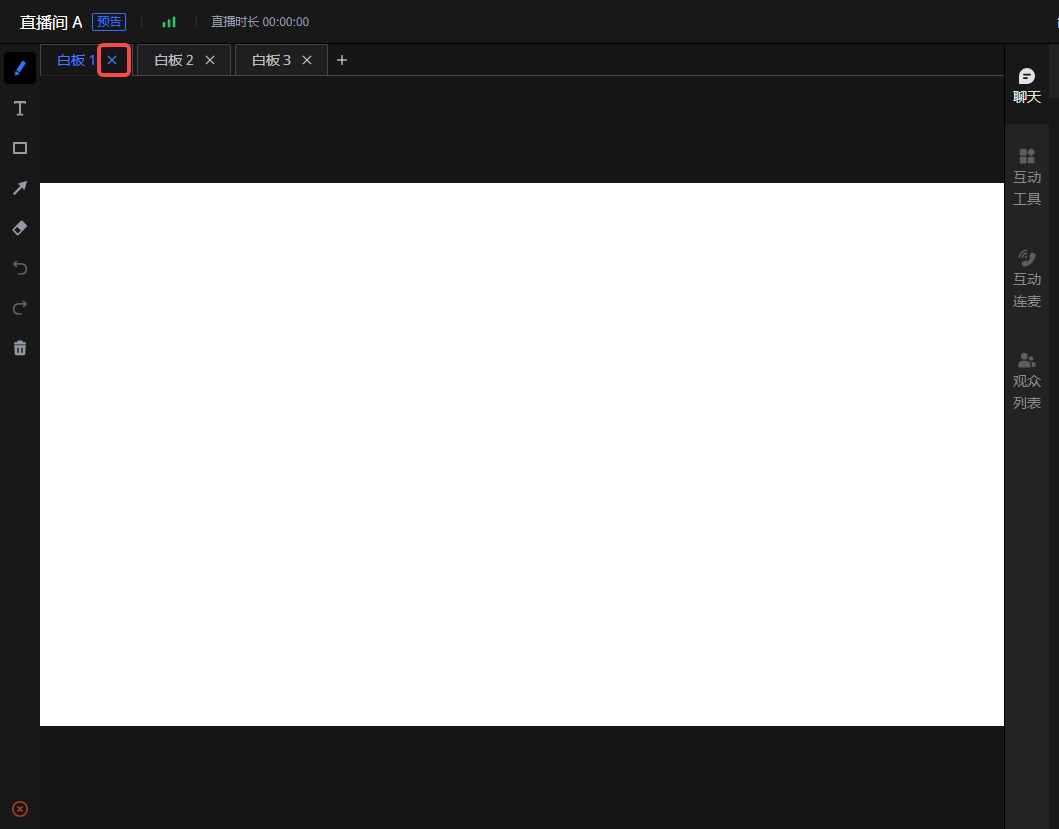 直播间 A 预告 直播时长 00:00:00
白板 1 白板 2 白板 3
聊天
互动
工具
互动
连麦
观众
列表